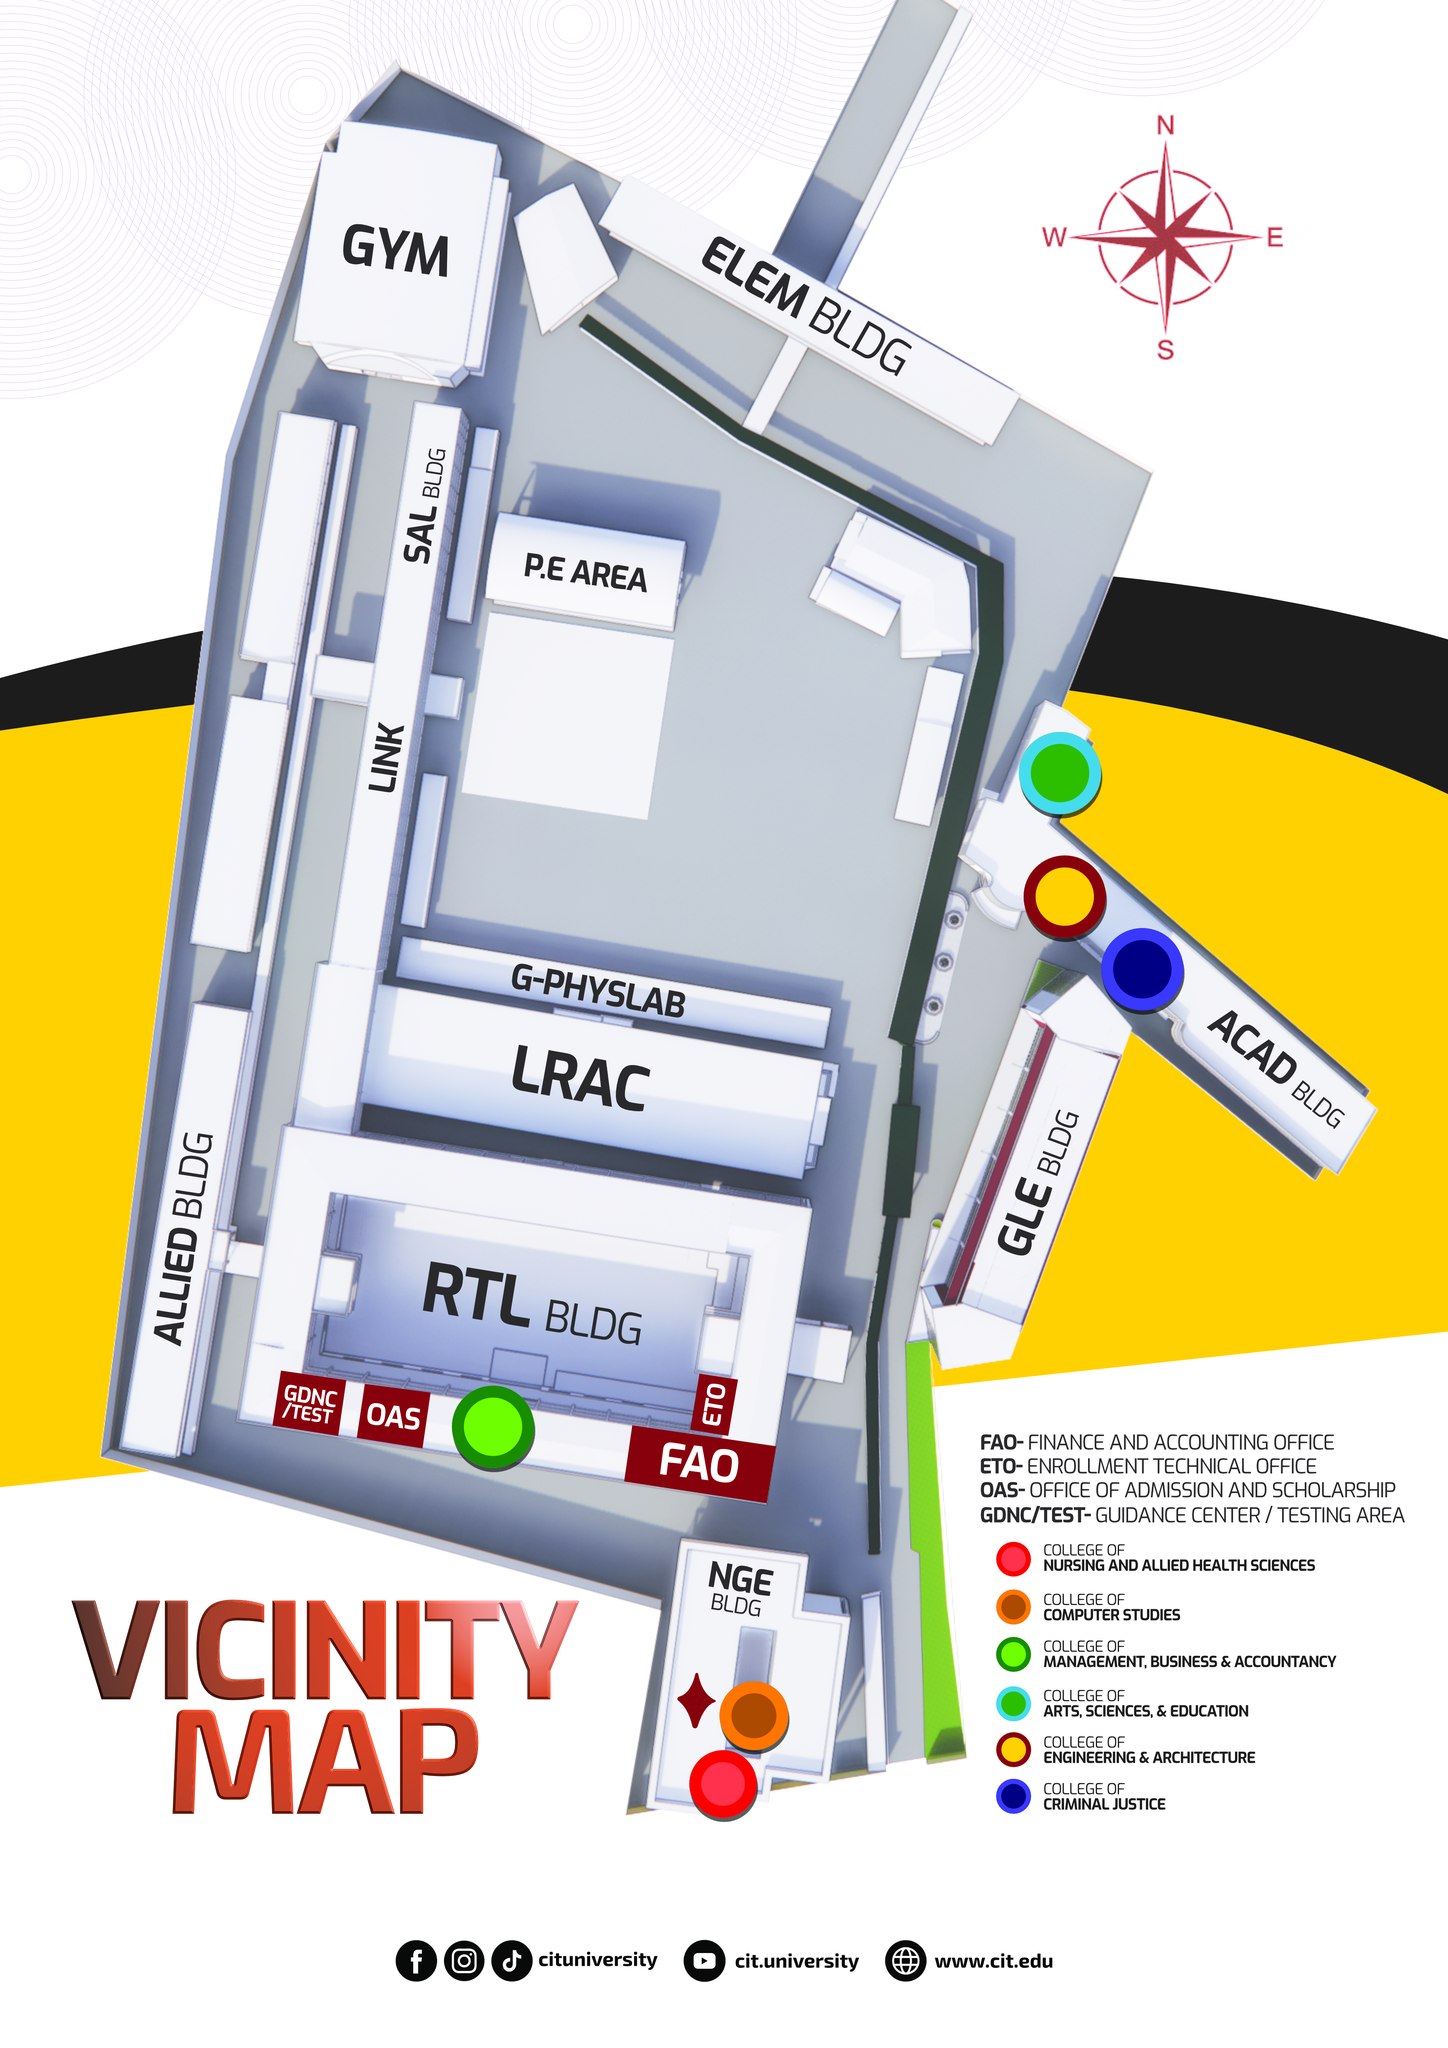 N
W E
S
GYM
ELEM BLDG
SAL BLDG
P.E AREA
LINK
G-PHYSLAB
LRAC
ACAD BLDG
GLE BLDG
ALLIED BLDG
RTL BLDG
GDNC
/TEST
OAS
ETO
FAO
NGE
BLDG
VICINITY
MAP
FAO- FINANCE AND ACCOUNTING OFFICE
ETO- ENROLLMENT TECHNICAL OFFICE
OAS- OFFICE OF ADMISSION AND SCHOLARSHIP
GDNC/TEST- GUIDANCE CENTER / TESTING AREA
COLLEGE OF
NURSING AND ALLIED HEALTH SCIENCES
COLLEGE OF
COMPUTER STUDIES
COLLEGE OF
MANAGEMENT, BUSINESS & ACCOUNTANCY
COLLEGE OF
ARTS, SCIENCES, & EDUCATION
COLLEGE OF
ENGINEERING & ARCHITECTURE
COLLEGE OF
CRIMINAL JUSTICE
cituniversity cit.university www.cit.edu